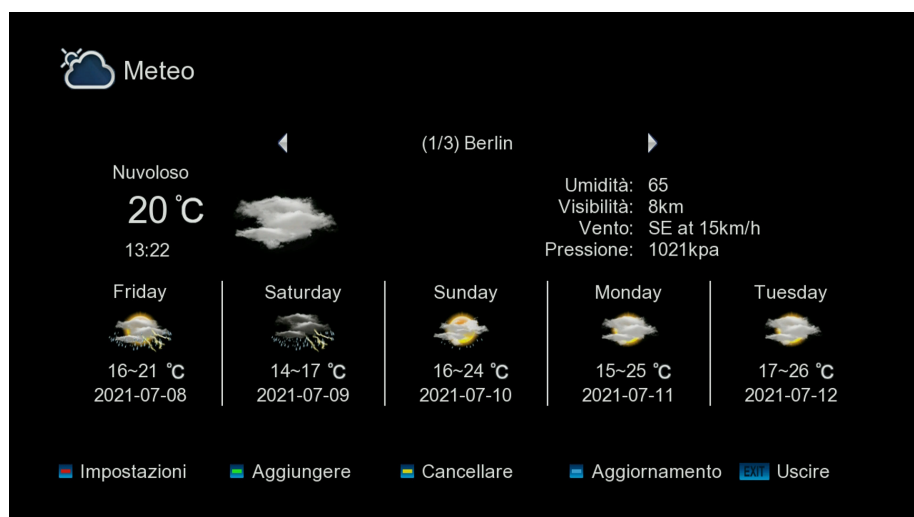 Meteo
(1/3) Berlin
Nuvoloso
20 °C
13:22
Umidità: 65
Visibilità: 8km
Vento: SE at 15km/h
Pressione: 1021kpa
Friday Saturday Sunday Monday Tuesday
16~21 °C 14~17 °C 16~24 °C 15~25 °C 17~26 °C
2021-07-08 2021-07-09 2021-07-10 2021-07-11 2021-07-12
Impostazioni Aggiungere Cancellare Aggiornamento EXIT Uscire